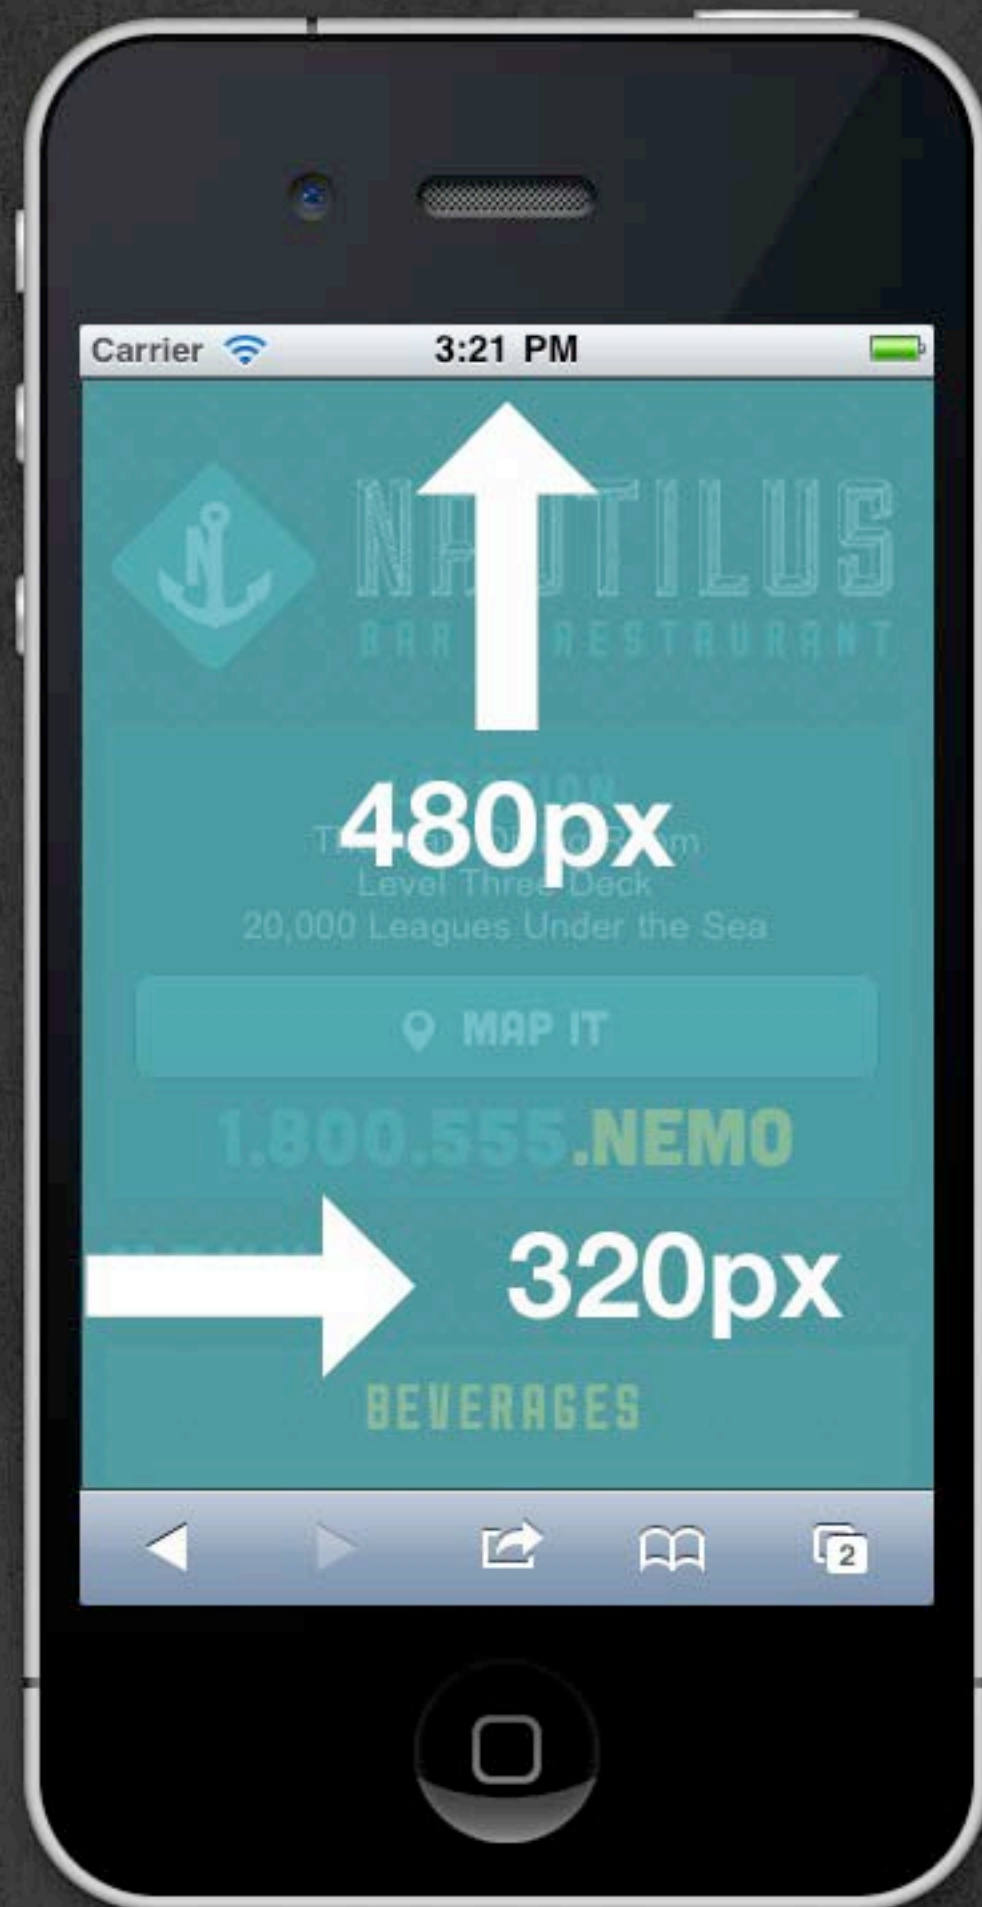 Carrier 3:21 PM
NAUTILUS
BAR RESTAURANT
480px
Level Three Deck
20,000 Leagues Under the Sea
MAP IT
1.800.555.NEMO
320px
BEVERAGES
2